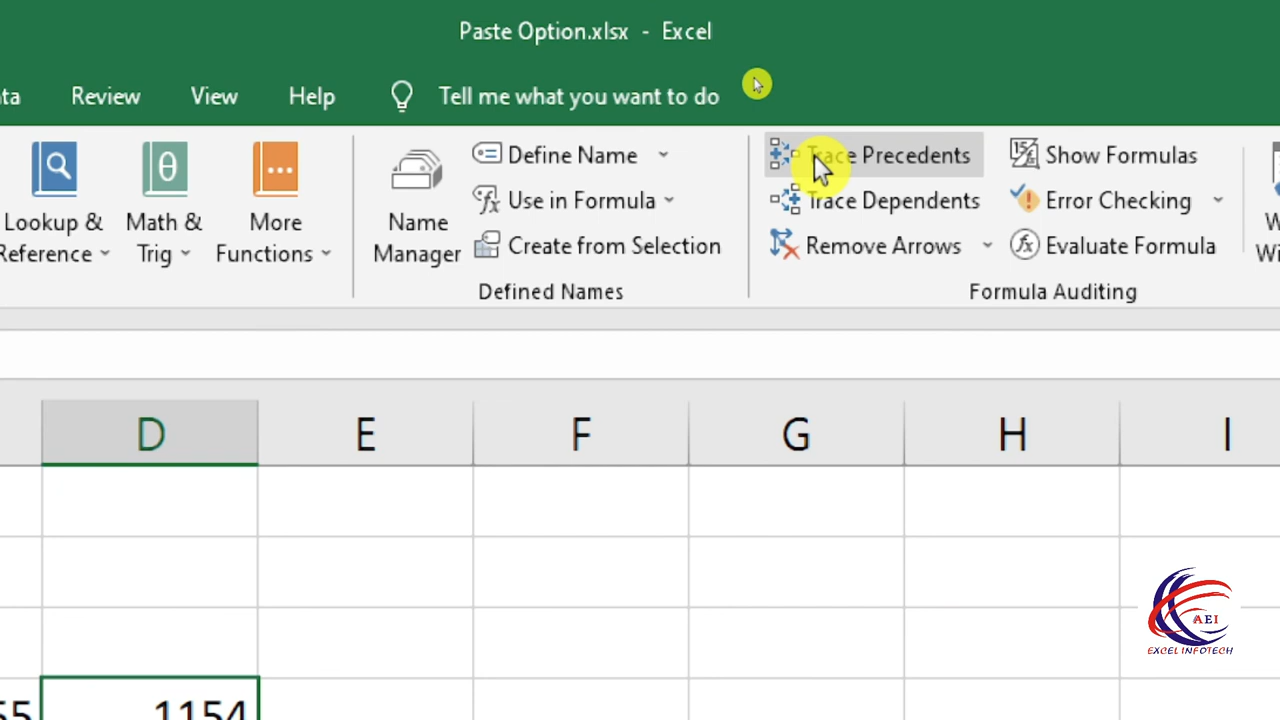 Paste Option.xlsx - Excel
ta Review View Help Tell me what you want to do
Lookup & Reference
Math & Trig
More Functions
Name Manager
Define Name
Use in Formula
Create from Selection
Defined Names
Trace Precedents
Trace Dependents
Remove Arrows
Show Formulas
Error Checking
Evaluate Formula
Formula Auditing
D E F G H I
55 1154
AEI
EXCEL INFOTECH